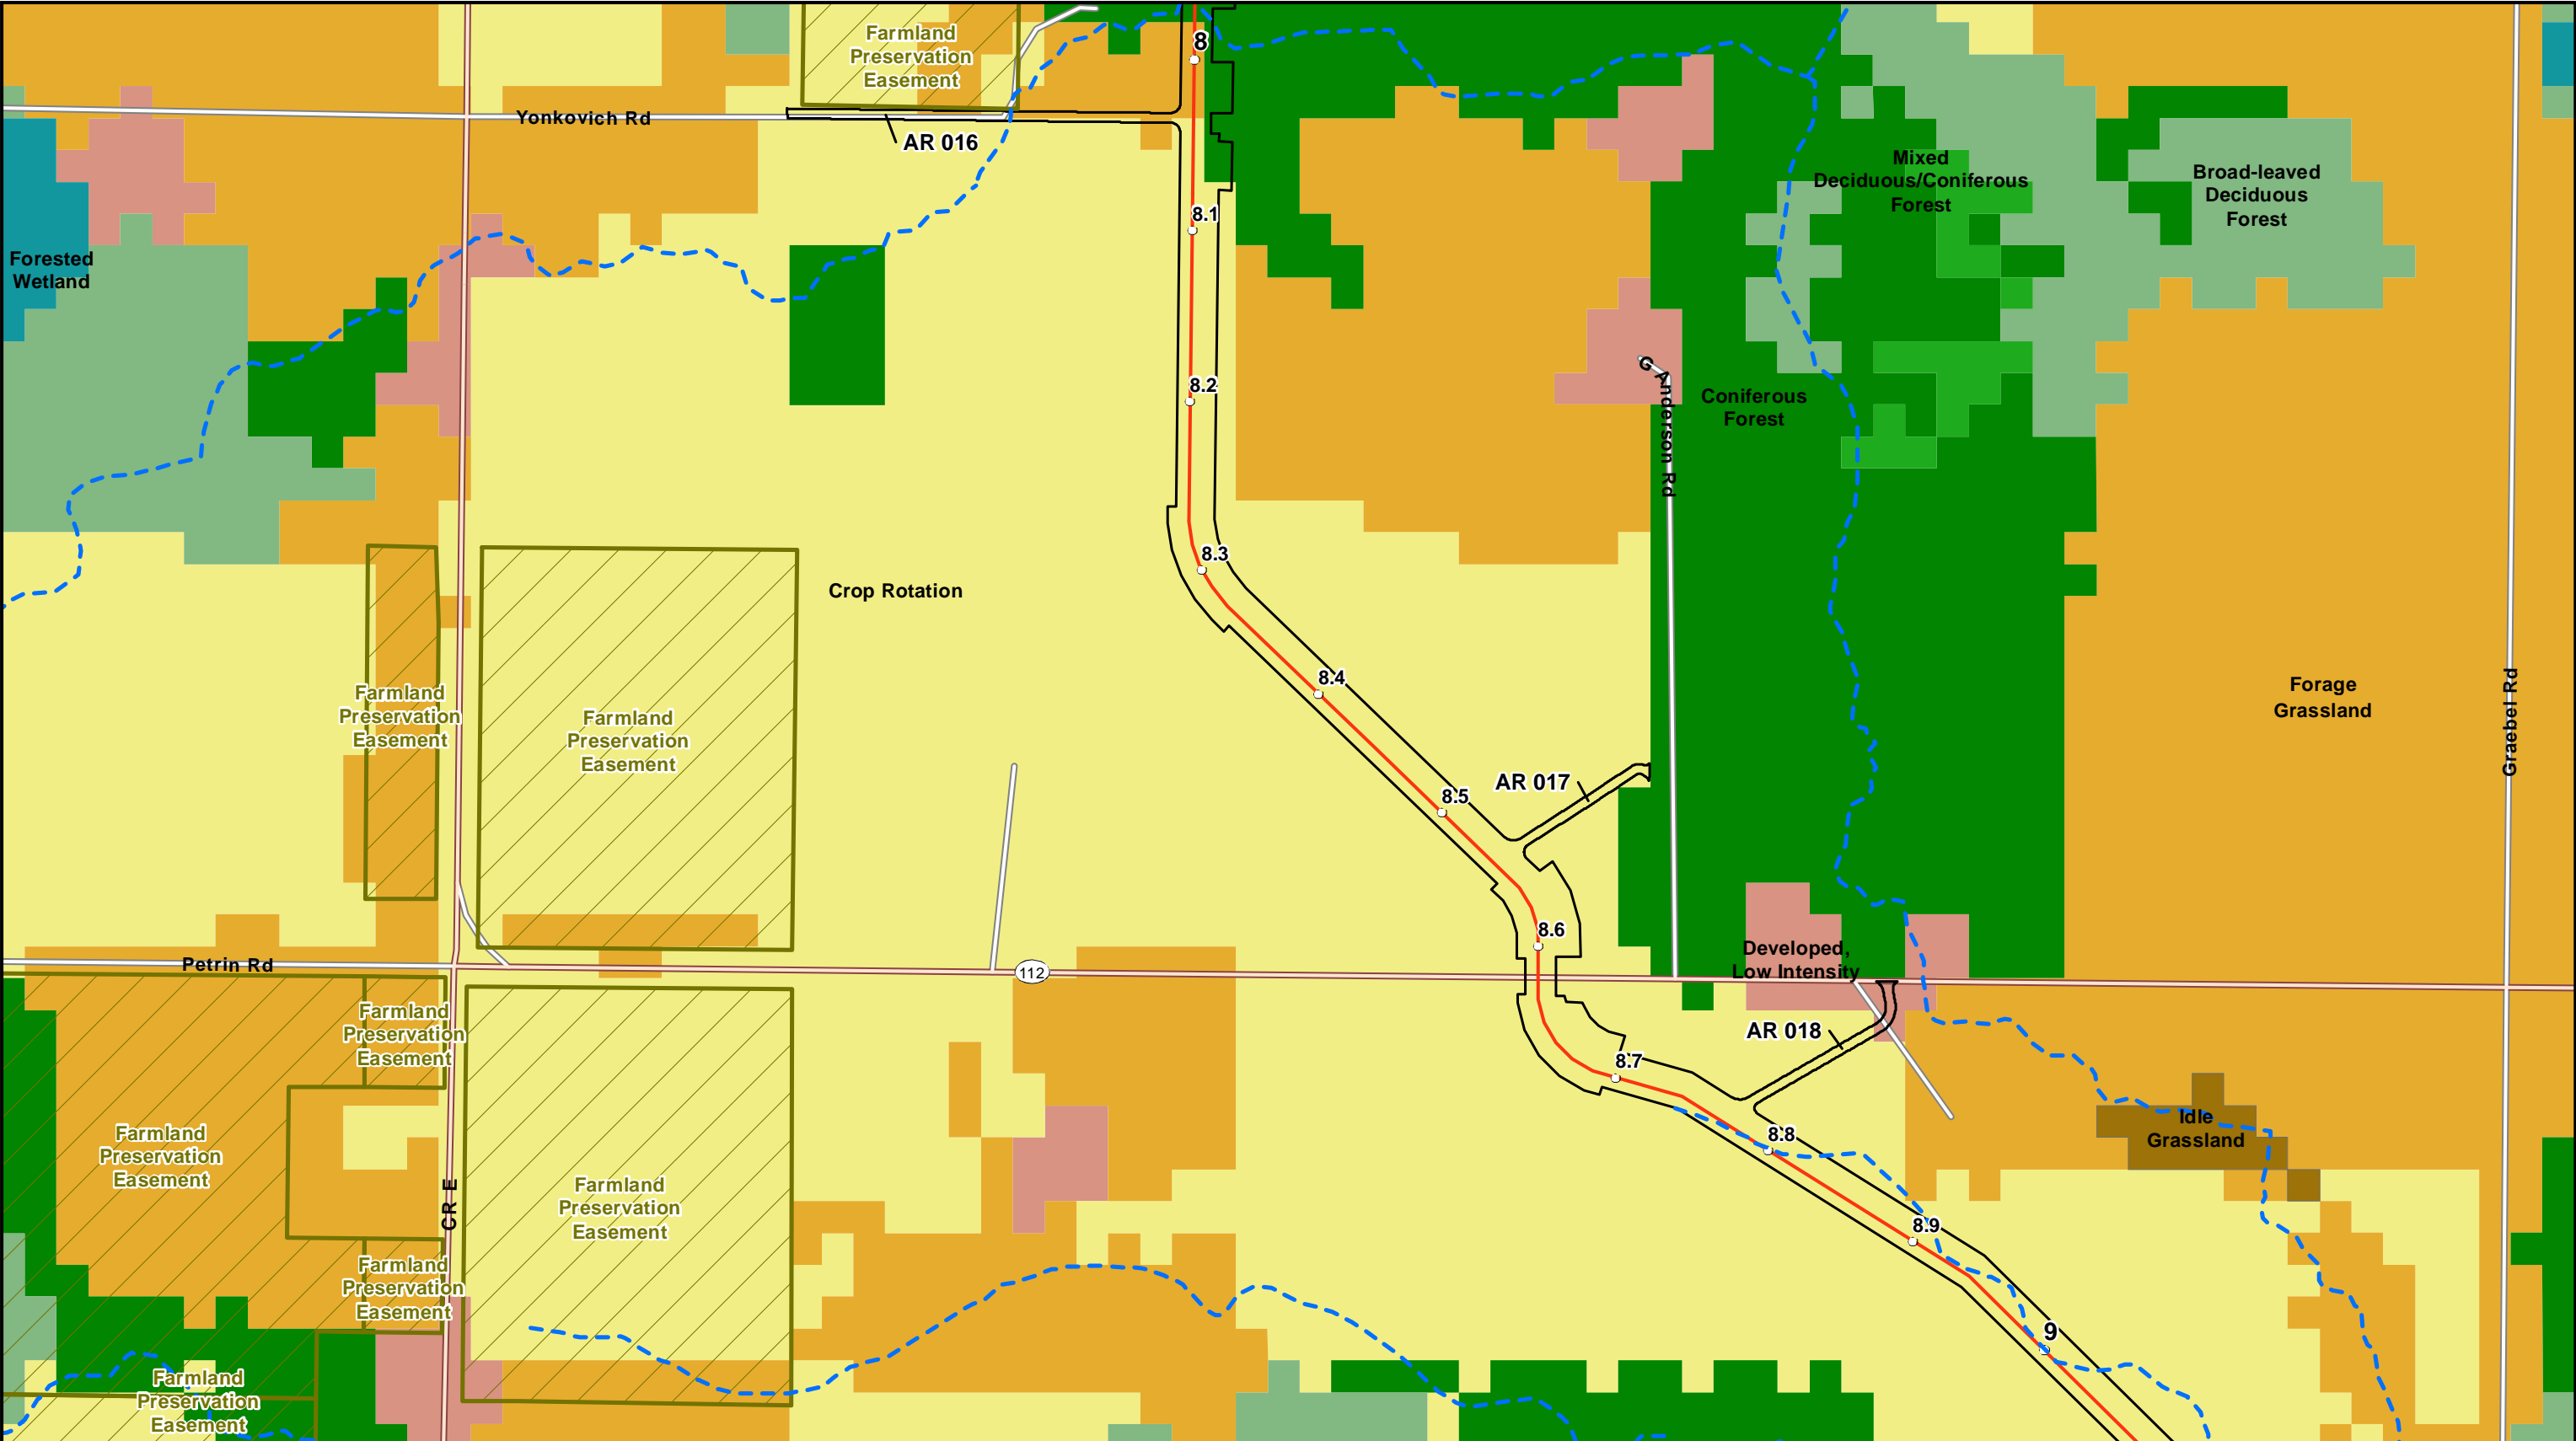 Farmland
Preservation
Easement
8
Yonkovich Rd
AR 016
Mixed
Deciduous/Coniferous
Forest
Broad-leaved
Deciduous
Forest
8.1
Forested
Wetland
8.2
G Anderson Rd
Coniferous
Forest
8.3
Crop Rotation
8.4
Farmland
Preservation
Easement
Farmland
Preservation
Easement
Forage
Grassland
Graebel Rd
AR 017
8.5
8.6
Petrin Rd
112
Developed,
Low Intensity
Farmland
Preservation
Easement
AR 018
8.7
Farmland
Preservation
Easement
8.8
Idle
Grassland
CR E
Farmland
Preservation
Easement
8.9
Farmland
Preservation
Easement
9
Farmland
Preservation
Easement